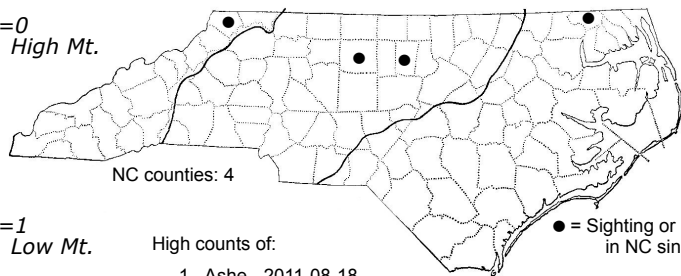 =0
High Mt.
NC counties: 4
=1
Low Mt.
High counts of:
● = Sighting or
in NC sin
1 - Ashe - 2011-08-18